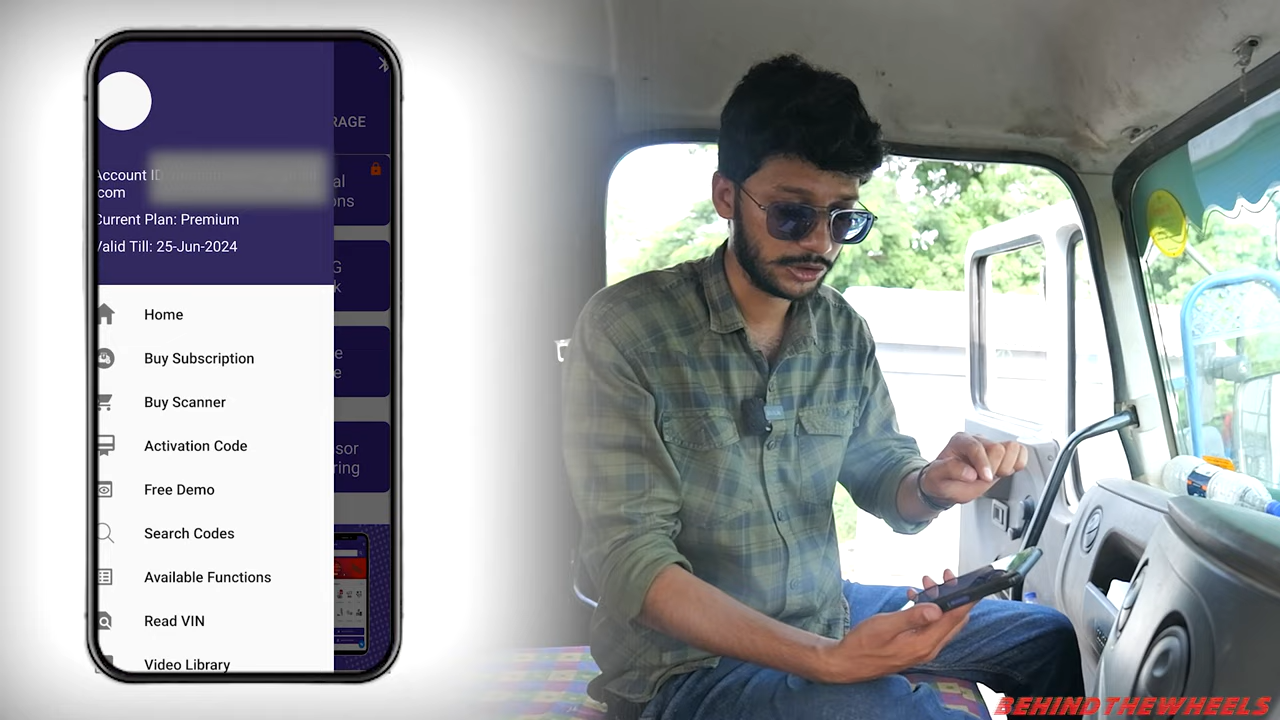 Account ID
com
Current Plan: Premium
Valid Till: 25-Jun-2024
Home
Buy Subscription
Buy Scanner
Activation Code
Free Demo
Search Codes
Available Functions
Read VIN
Video Library
RAGE
al
ons
G
k
e
e
sor
ring
BEHINDTHEWHEELS